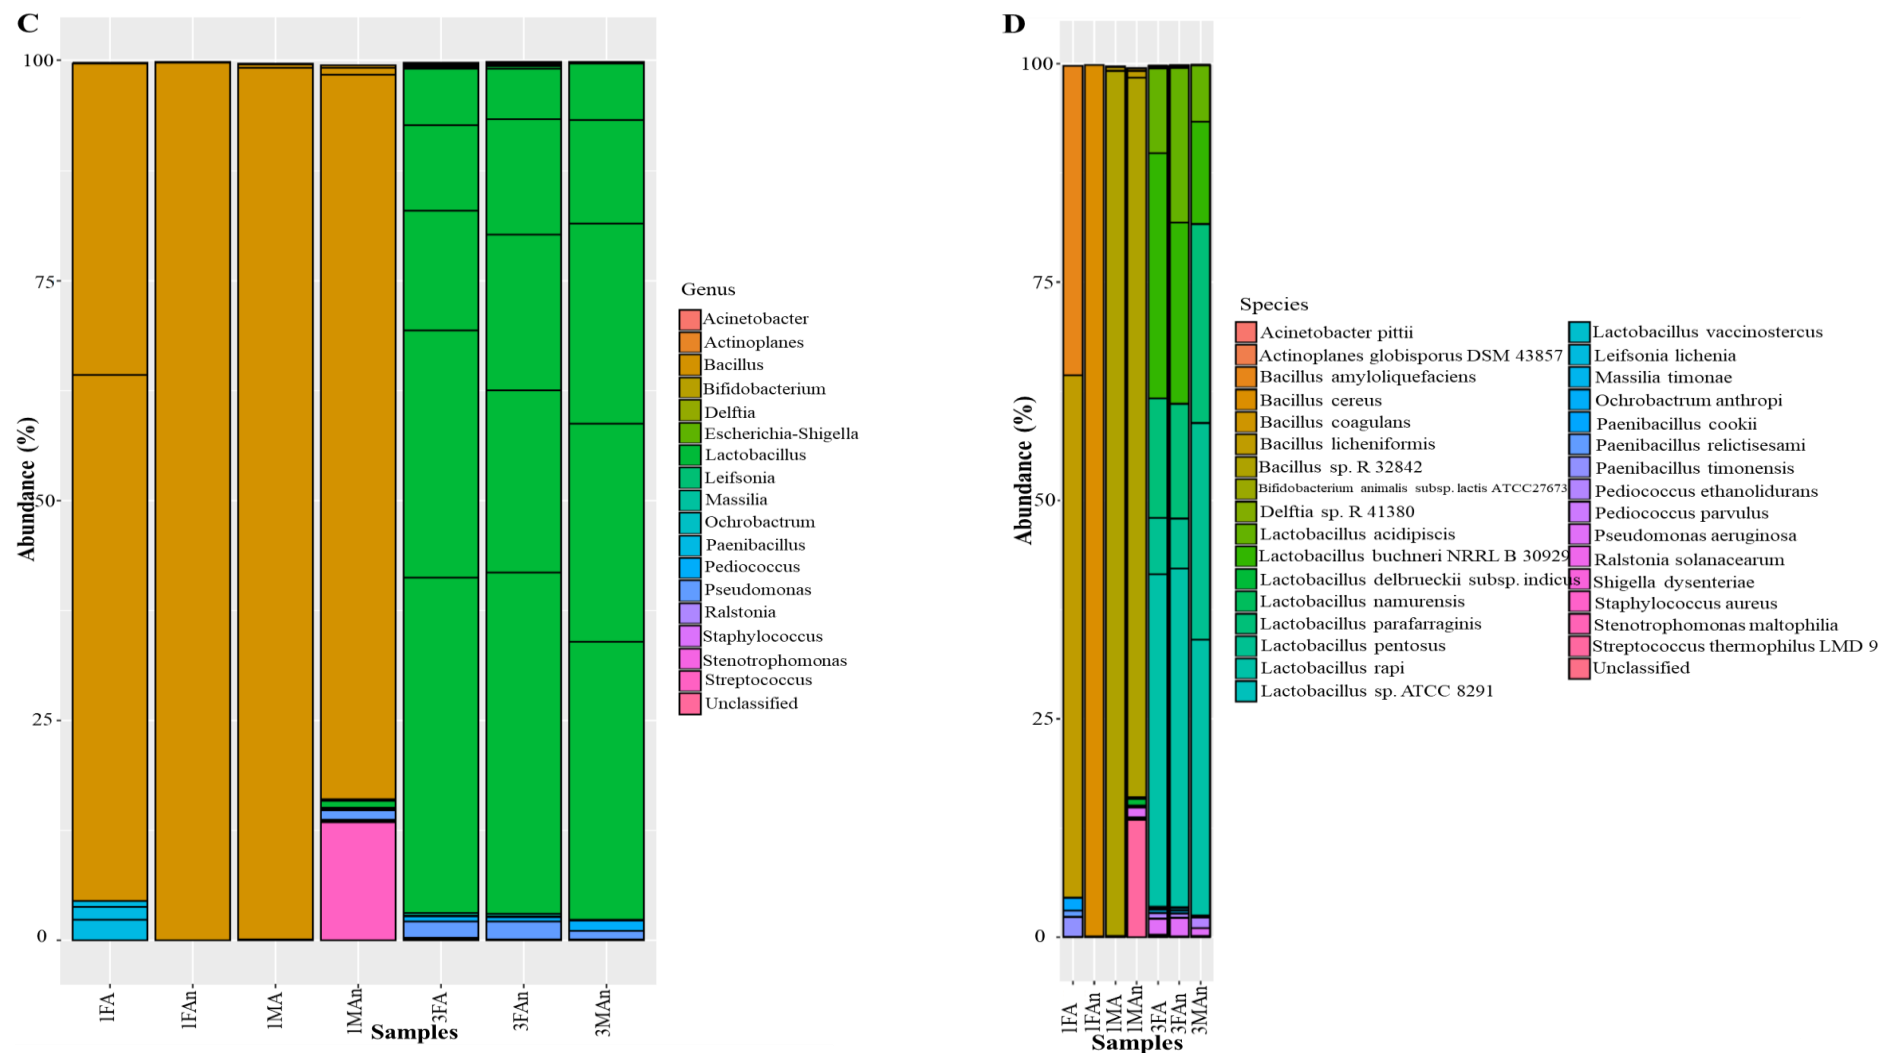 C
100
75
50
25
0
Abundance (%)
1FA
1FAn
1MA
1MAn
3FA
3FAn
3MAn
Samples
Genus
Acinetobacter
Actinoplanes
Bacillus
Bifidobacterium
Delftia
Escherichia-Shigella
Lactobacillus
Leifsonia
Massilia
Ochrobactrum
Paenibacillus
Pediococcus
Pseudomonas
Ralstonia
Staphylococcus
Stenotrophomonas
Streptococcus
Unclassified
D
100
75
50
25
0
Abundance (%)
1FA
1FAn
1MA
1MAn
3FA
3FAn
3MAn
Samples
Species
Acinetobacter pittii
Actinoplanes globisporus DSM 43857
Bacillus amyloliquefaciens
Bacillus cereus
Bacillus coagulans
Bacillus licheniformis
Bacillus sp. R 32842
Bifidobacterium animalis subsp. lactis ATCC27673
Delftia sp. R 41380
Lactobacillus acidipiscis
Lactobacillus buchneri NRRL B 30929
Lactobacillus delbrueckii subsp. indicus
Lactobacillus namurensis
Lactobacillus parafarraginis
Lactobacillus pentosus
Lactobacillus rapi
Lactobacillus sp. ATCC 8291
Lactobacillus vaccinostercus
Leifsonia lichenia
Massilia timonae
Ochrobactrum anthropi
Paenibacillus cookii
Paenibacillus relictisesami
Paenibacillus timonensis
Pediococcus ethanolidurans
Pediococcus parvulus
Pseudomonas aeruginosa
Ralstonia solanacearum
Shigella dysenteriae
Staphylococcus aureus
Stenotrophomonas maltophilia
Streptococcus thermophilus LMD 9
Unclassified